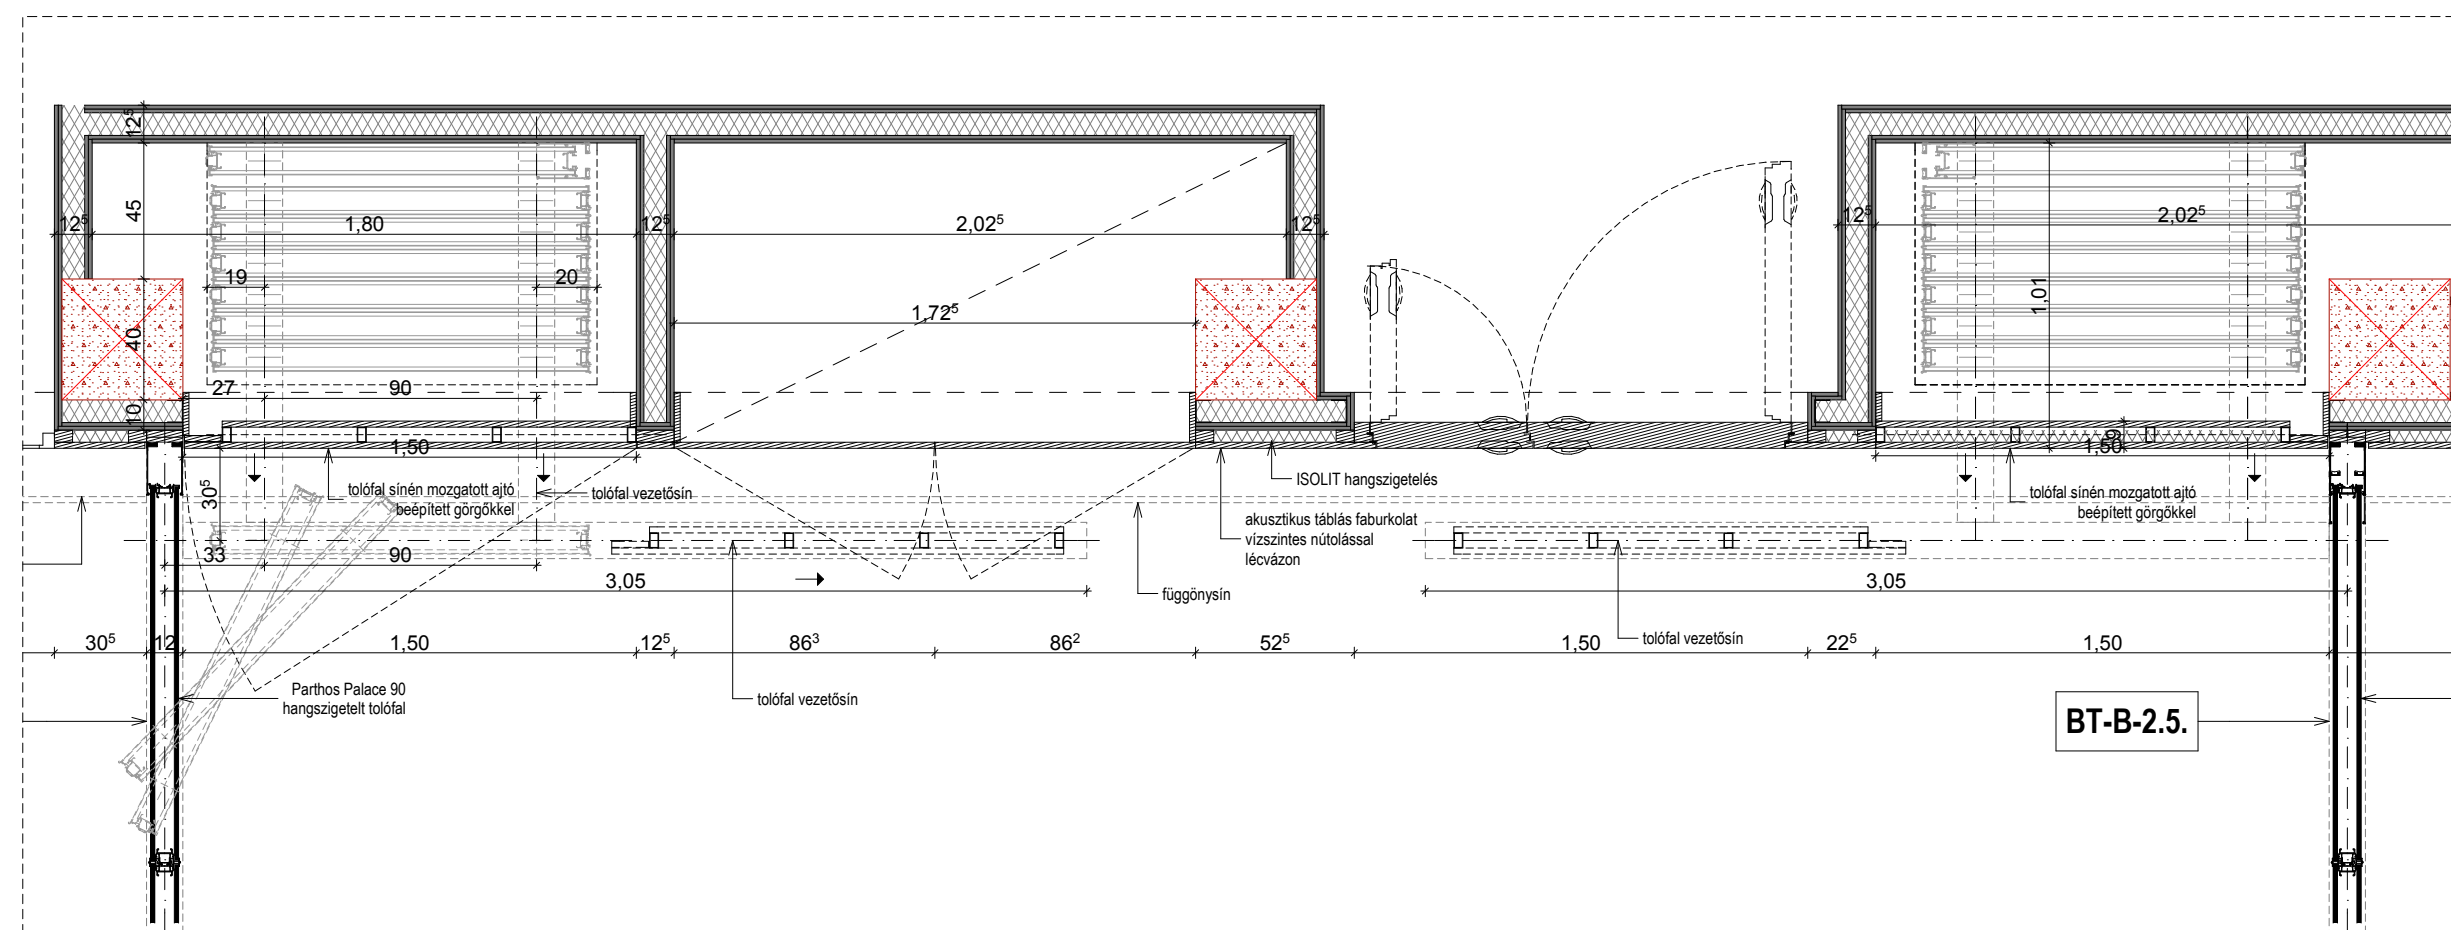 12⁵
45
12⁵
1,80
12⁵
2,02⁵
12⁵
12⁵
2,02⁵
19
20
1,01
1,72⁵
40
27
90
10
1,50
9
1,50
30⁵
tolófal sínén mozgatott ajtó
beépített görgőkkel
tolófal vezetősín
ISOLIT hangszigetelés
akusztikus táblás faburkolat
vízszintes nútolással
lécvázon
tolófal sínén mozgatott ajtó
beépített görgőkkel
33
90
3,05
függönysín
3,05
30⁵
12
1,50
12⁵
86³
86²
52⁵
1,50
tolófal vezetősín
22⁵
1,50
Parthos Palace 90
hangszigetelt tolófal
tolófal vezetősín
BT-B-2.5.